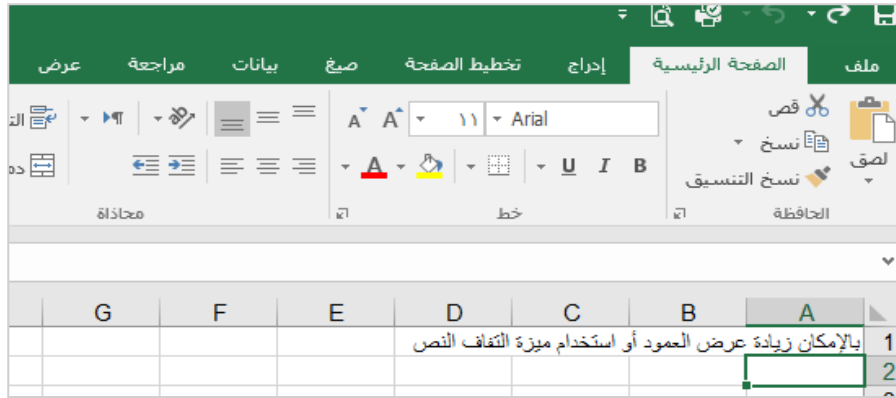 ملف الصفحة الرئيسية إدراج تخطيط الصفحة صيغ بيانات مراجعة عرض
قص
نسخ
نسخ التنسيق
لصق
Arial ١١ A A
B I U A
الحافظة خط محاذاة
A B C D E F G
1 بالإمكان زيادة عرض العمود أو استخدام ميزة التفاف النص
2